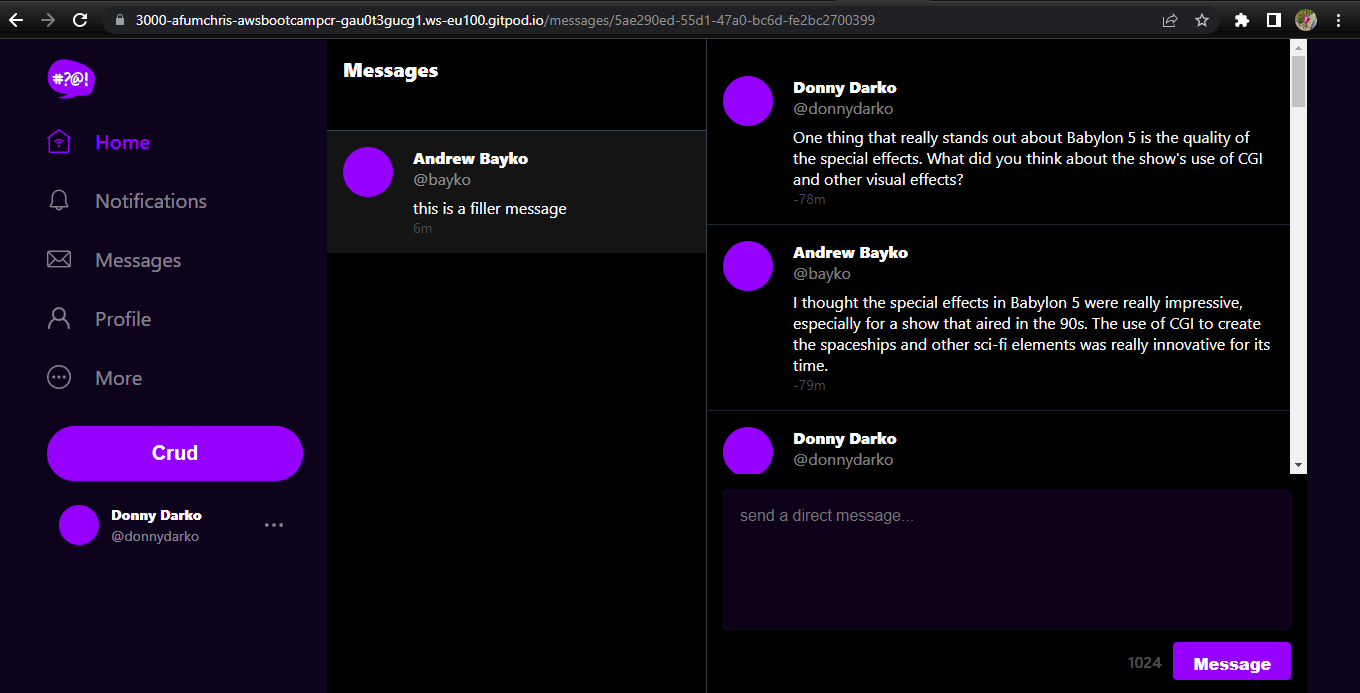 3000-afumchris-awsbootcampcr-gau0t3gucg1.ws-eu100.gitpod.io/messages/5ae290ed-55d1-47a0-bc6d-fe2bc2700399
#?@!
Home
Notifications
Messages
Profile
More
Crud
Donny Darko
@donnydarko
Messages
Andrew Bayko
@bayko
this is a filler message
6m
Donny Darko
@donnydarko
One thing that really stands out about Babylon 5 is the quality of
the special effects. What did you think about the show's use of CGI
and other visual effects?
-78m
Andrew Bayko
@bayko
I thought the special effects in Babylon 5 were really impressive,
especially for a show that aired in the 90s. The use of CGI to create
the spaceships and other sci-fi elements was really innovative for its
time.
-79m
Donny Darko
@donnydarko
send a direct message...
1024
Message